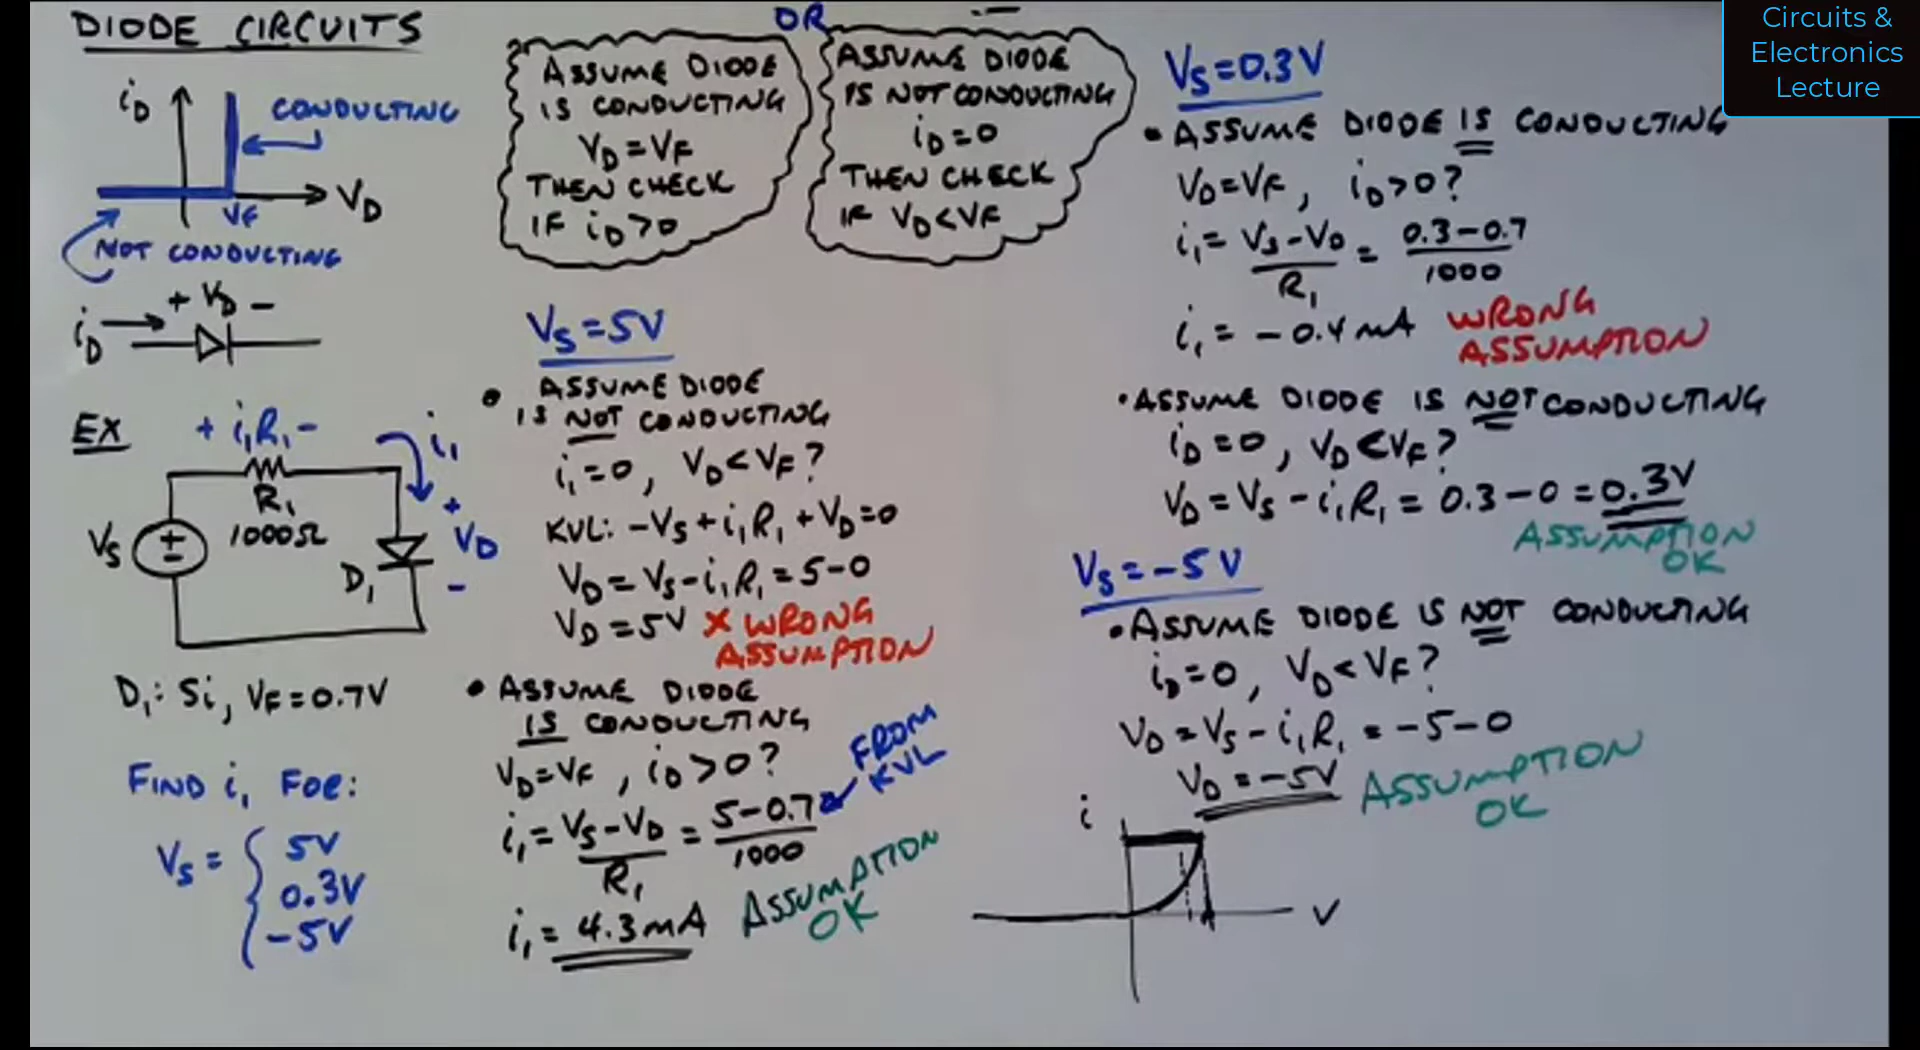 DIODE CIRCUITS
iD
CONDUCTING
VD
VF
NOT CONDUCTING
iD + VD -
EX
+ i₁R₁ -
i₁
R₁
1000Ω
VS
+
-
D₁
+
VD
-
D₁: Si, VF = 0.7V
FIND i₁ FOR:
VS = { 5V
0.3V
-5V
OR
ASSUME DIODE
IS CONDUCTING
VD = VF
THEN CHECK
IF iD > 0
ASSUME DIODE
IS NOT CONDUCTING
iD = 0
THEN CHECK
IF VD < VF
VS = 5V
• ASSUME DIODE
IS NOT CONDUCTING
i₁ = 0, VD < VF?
KVL: -VS + i₁R₁ + VD = 0
VD = VS - i₁R₁ = 5 - 0
VD = 5V X WRONG
ASSUMPTION
• ASSUME DIODE
IS CONDUCTING
VD = VF, iD > 0?
FROM
KVL
i₁ = VS - VD / R₁ = 5 - 0.7 / 1000
i₁ = 4.3 mA
ASSUMPTION
OK
VS = 0.3V
• ASSUME DIODE IS CONDUCTING
VD = VF, iD > 0?
i₁ = VS - VD / R₁ = 0.3 - 0.7 / 1000
i₁ = -0.4 mA WRONG
ASSUMPTION
• ASSUME DIODE IS NOT CONDUCTING
iD = 0, VD < VF?
VD = VS - i₁R₁ = 0.3 - 0 = 0.3V
ASSUMPTION
OK
VS = -5V
• ASSUME DIODE IS NOT CONDUCTING
iD = 0, VD < VF?
VD = VS - i₁R₁ = -5 - 0
VD = -5V
ASSUMPTION
OK
i
V
Circuits &
Electronics
Lecture